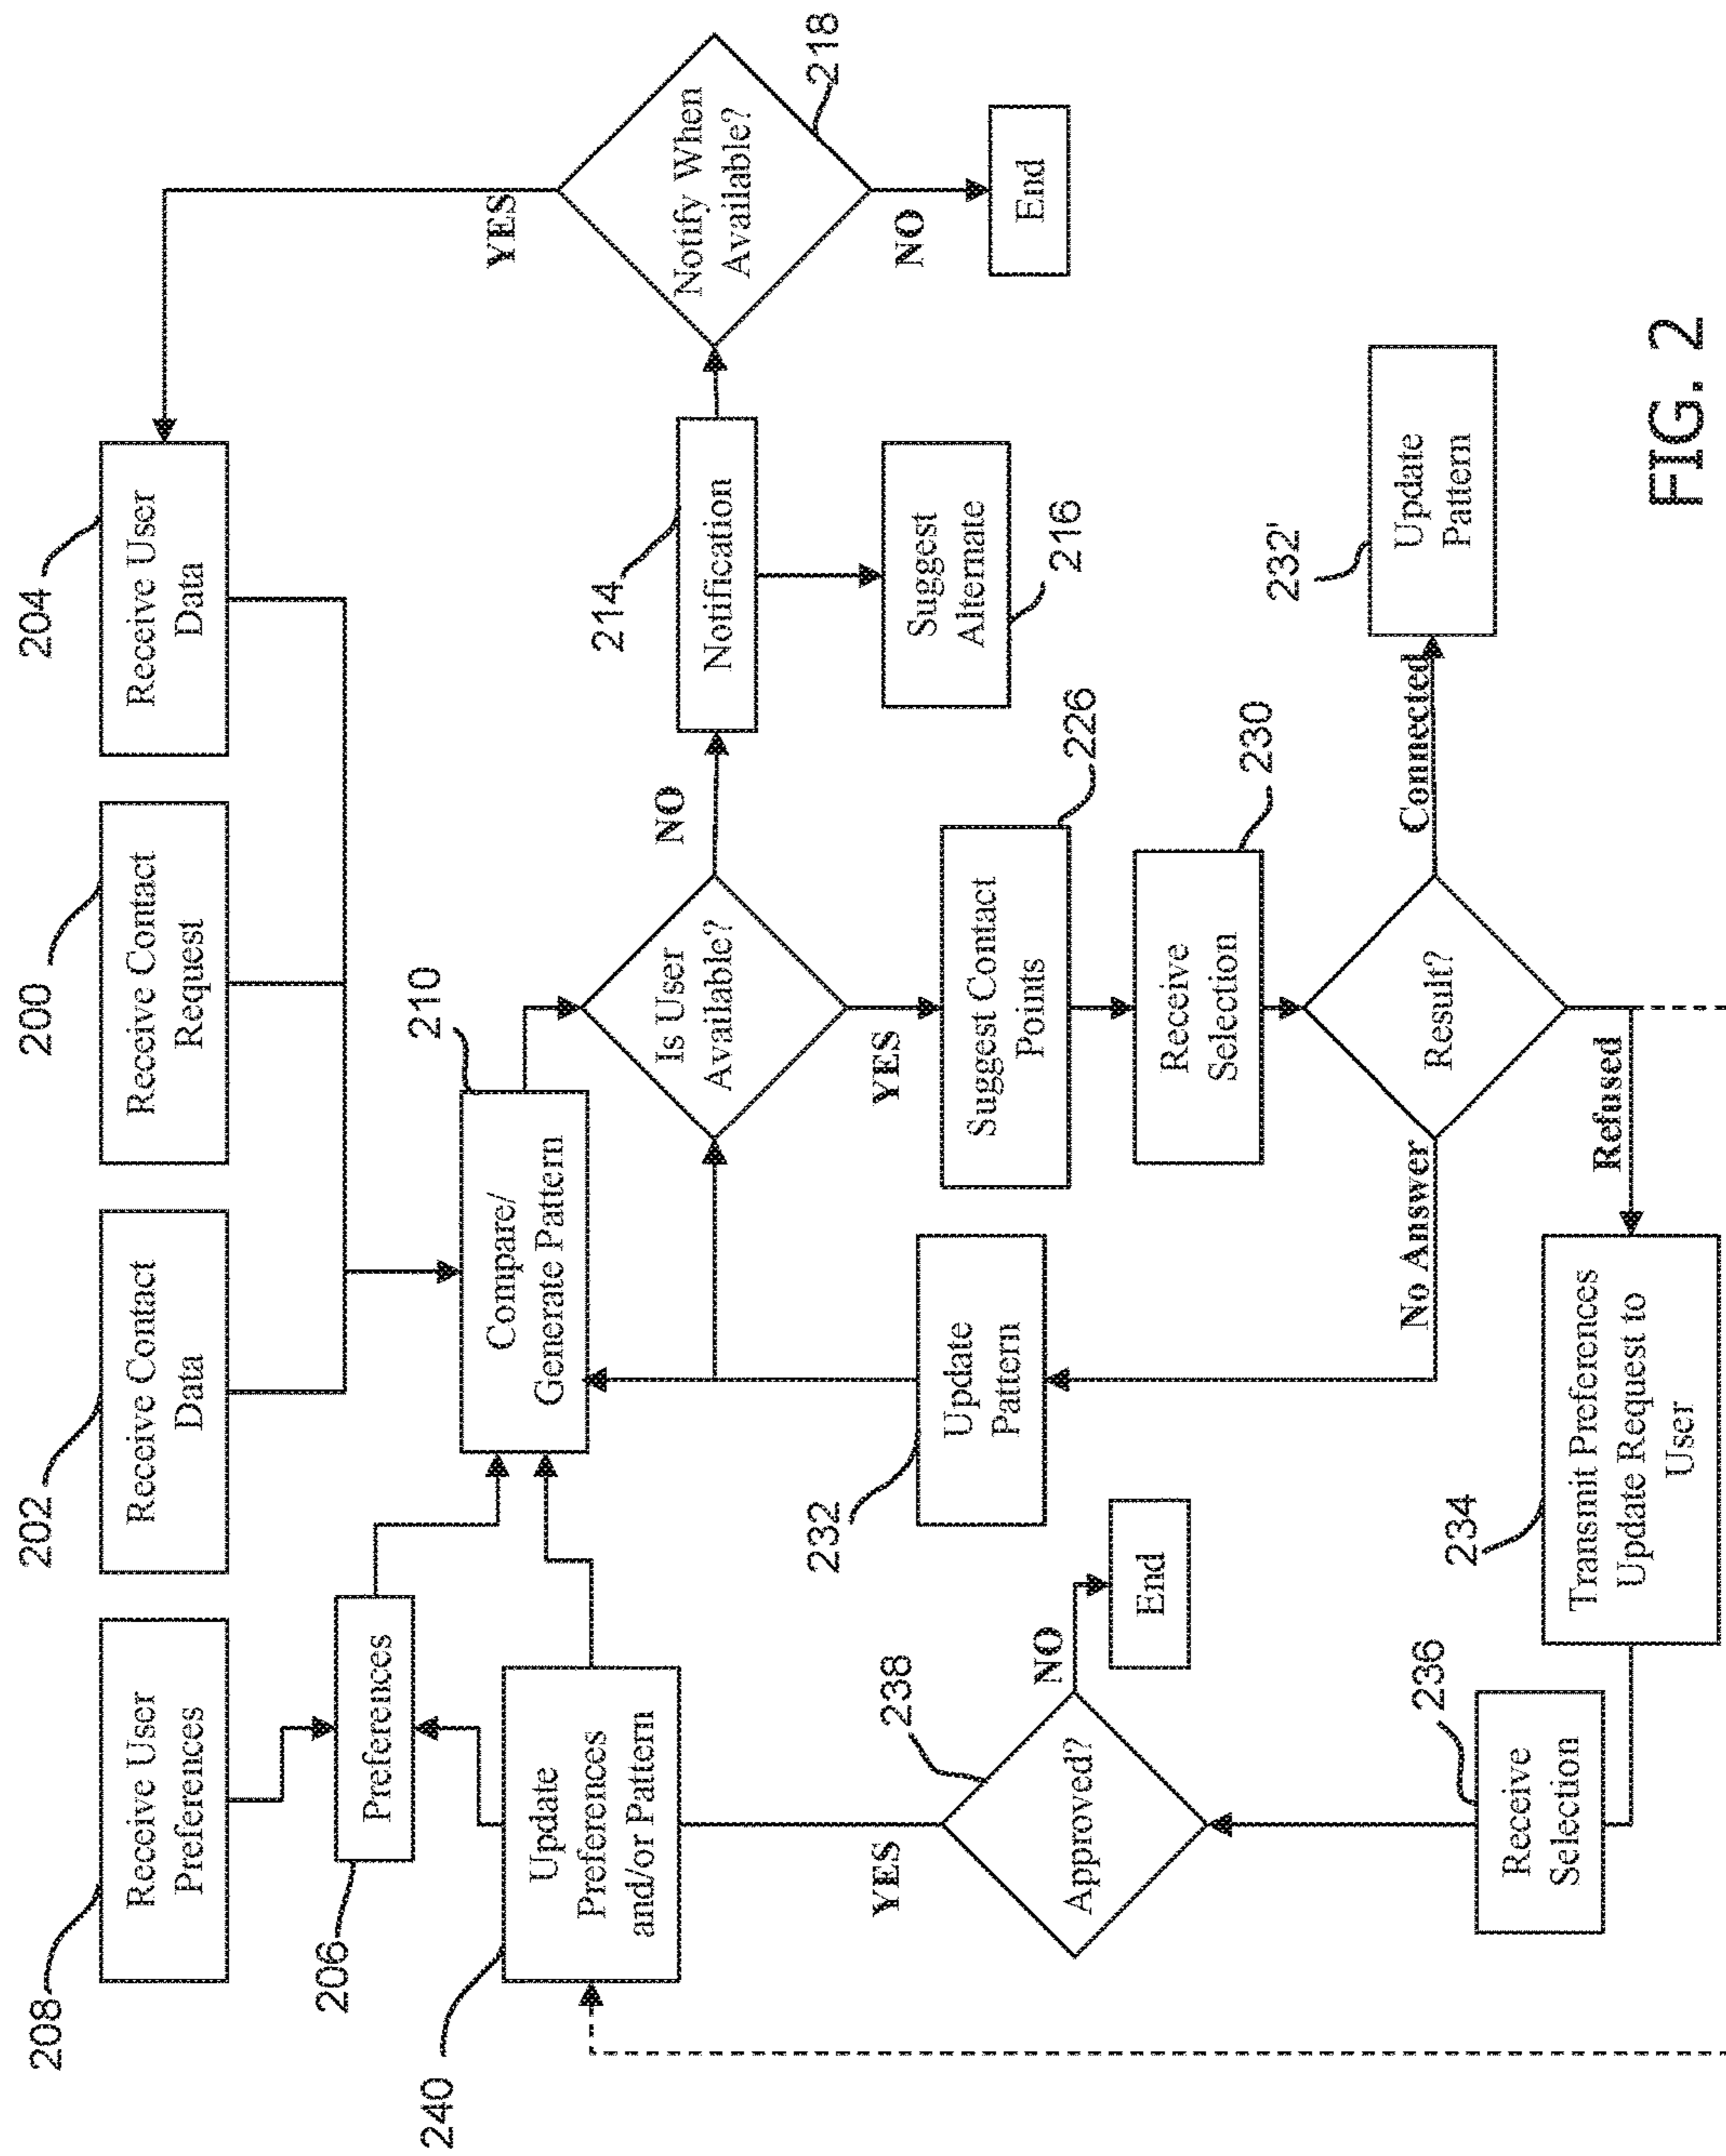 208
Receive User
Preferences
202
Receive Contact
Data
200
Receive Contact
Request
204
Receive User
Data
206
Preferences
210
Compare/
Generate Pattern
240
Update
Preferences
and/or Pattern
Is User
Available?
NO
214
Notification
YES
Notify When
Available?
218
232
Update
Pattern
YES
Suggest Contact
Points
226
Suggest
Alternate
216
NO
End
YES
238
Approved?
NO
End
Receive
Selection
230
236
Receive
Selection
234
Transmit Preferences
Update Request to
User
No Answer
Result?
Connected
232'
Update
Pattern
Refused
FIG. 2